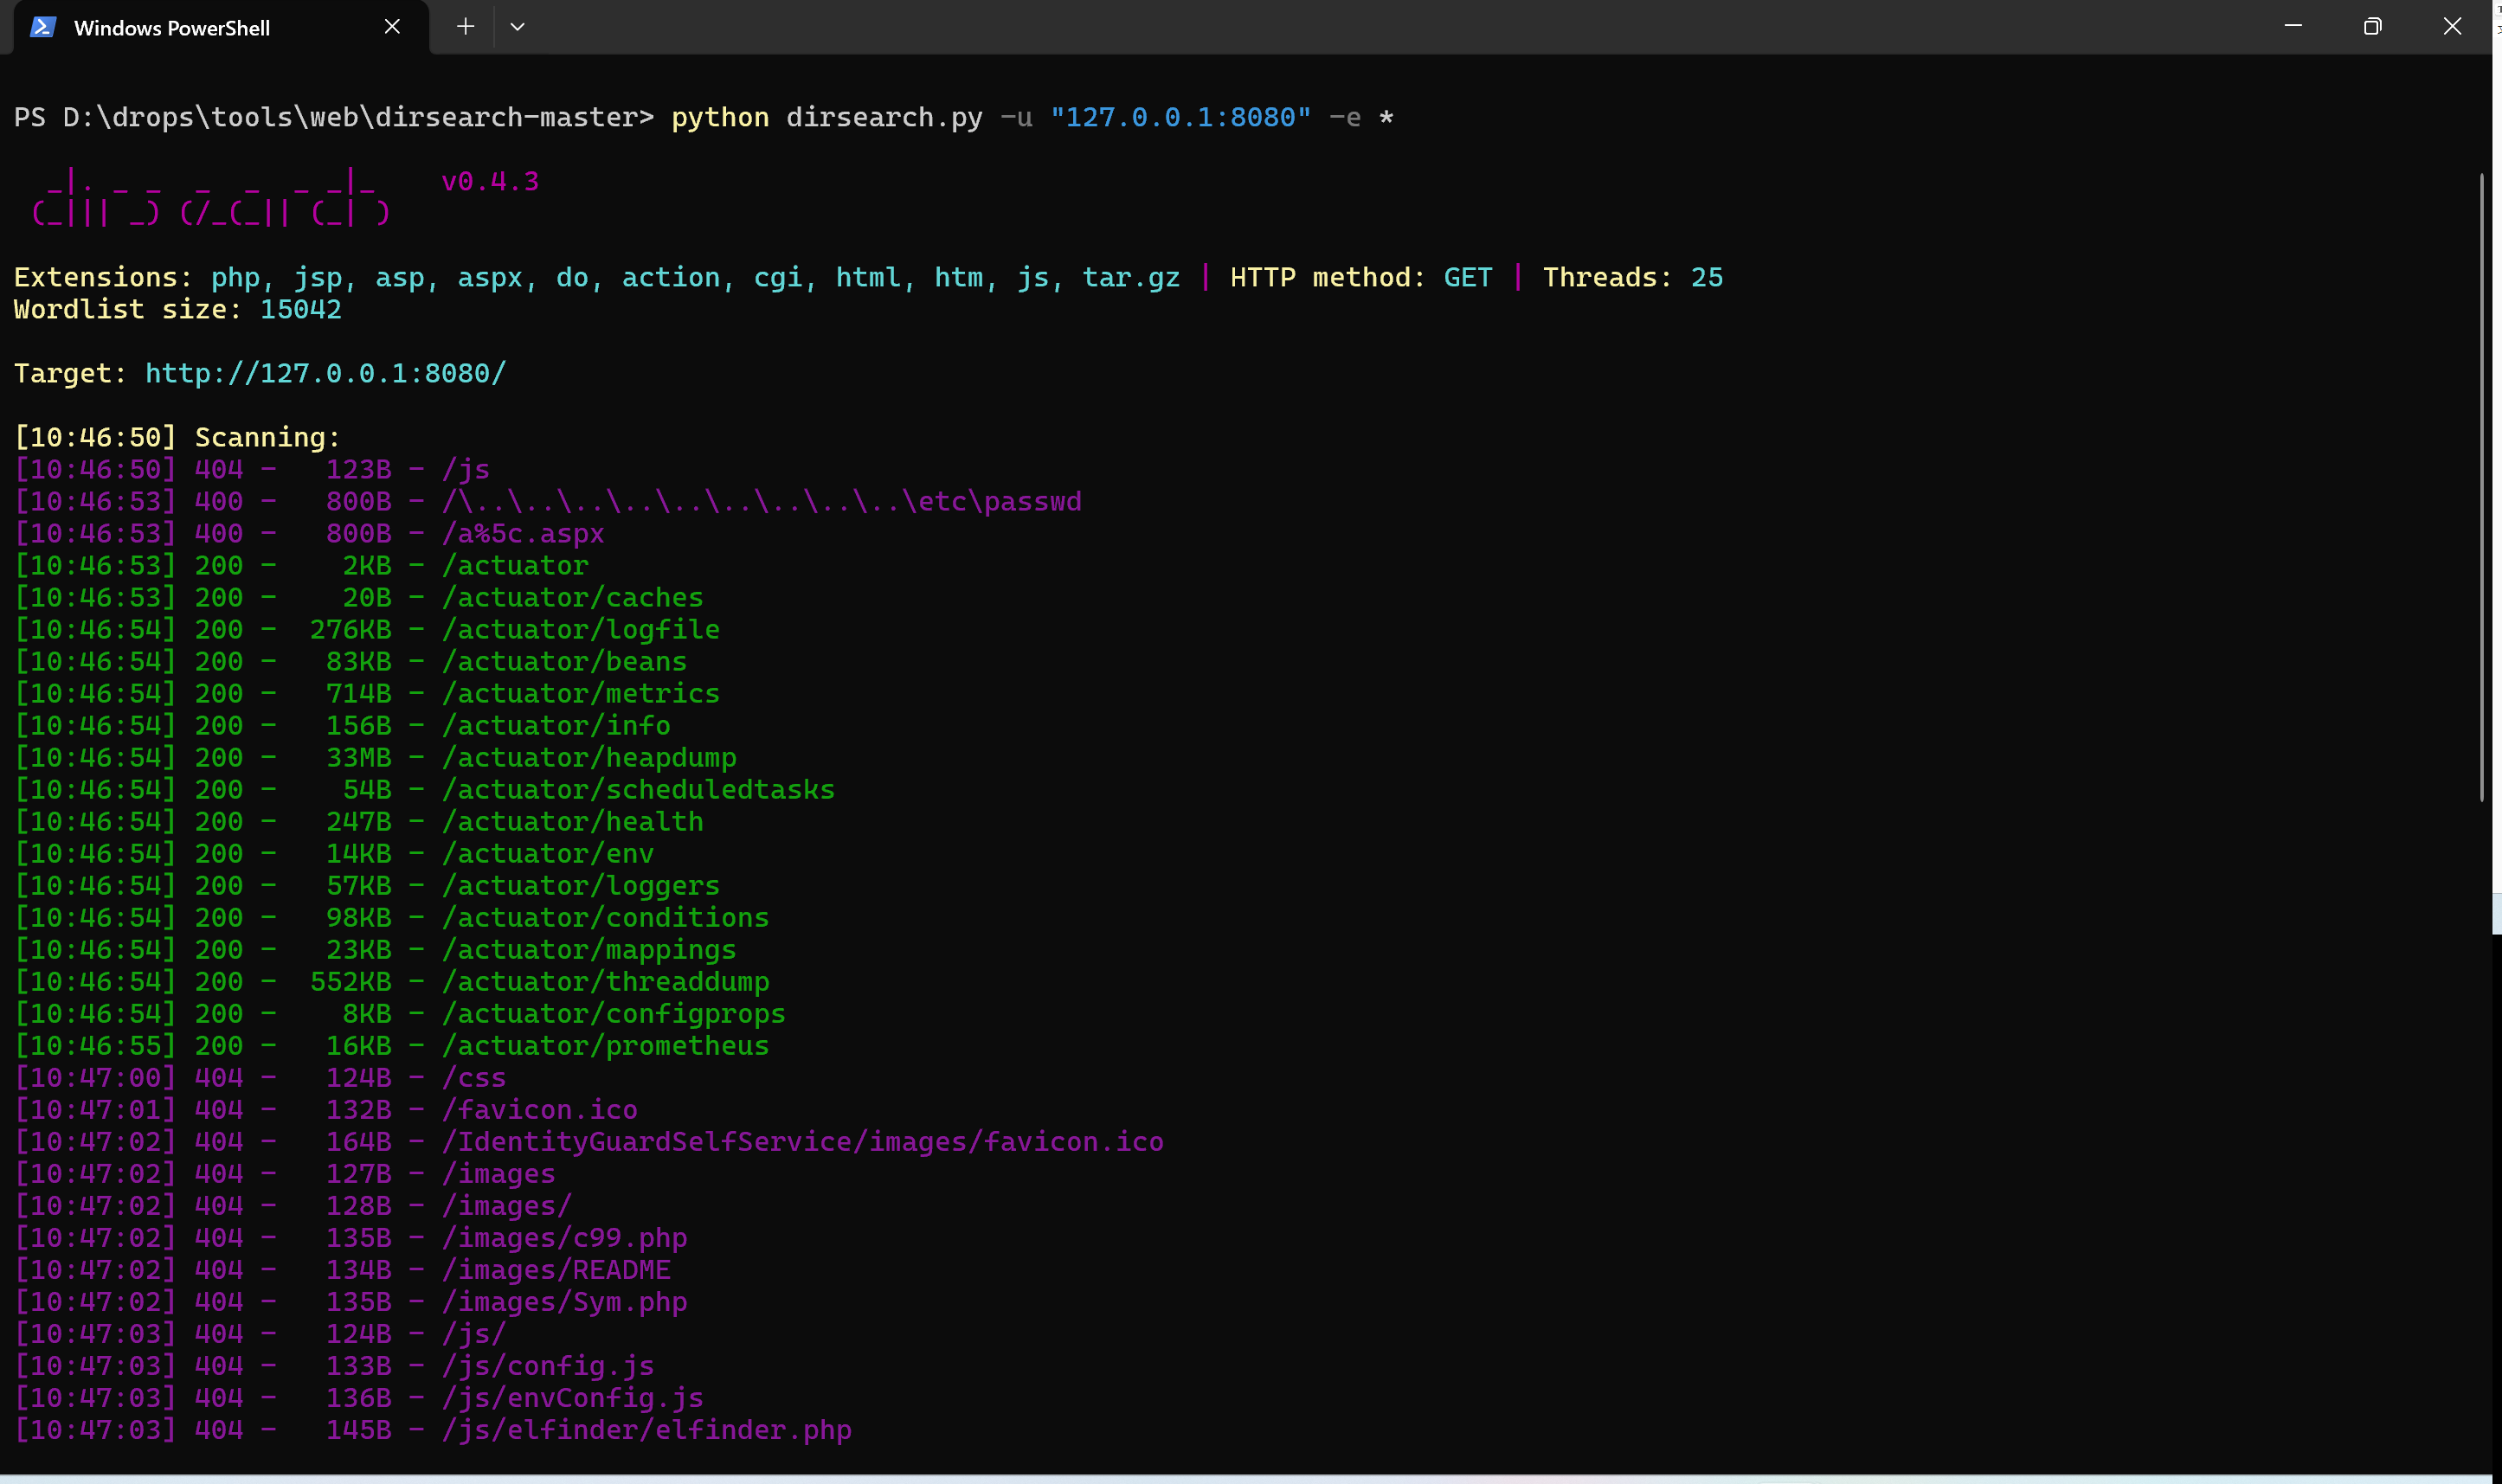 Windows PowerShell
PS D:\drops\tools\web\dirsearch-master> python dirsearch.py -u "127.0.0.1:8080" -e *
  _|. _ _  _  _  _ _|_    v0.4.3
 (_||| _) (/_(_|| (_| )
Extensions: php, jsp, asp, aspx, do, action, cgi, html, htm, js, tar.gz | HTTP method: GET | Threads: 25
Wordlist size: 15042
Target: http://127.0.0.1:8080/
[10:46:50] Scanning:
[10:46:50] 404 -   123B - /js
[10:46:53] 400 -   800B - /\..\..\..\..\..\..\..\..\..\etc\passwd
[10:46:53] 400 -   800B - /a%5c.aspx
[10:46:53] 200 -    2KB - /actuator
[10:46:53] 200 -    20B - /actuator/caches
[10:46:54] 200 -  276KB - /actuator/logfile
[10:46:54] 200 -   83KB - /actuator/beans
[10:46:54] 200 -   714B - /actuator/metrics
[10:46:54] 200 -   156B - /actuator/info
[10:46:54] 200 -   33MB - /actuator/heapdump
[10:46:54] 200 -    54B - /actuator/scheduledtasks
[10:46:54] 200 -   247B - /actuator/health
[10:46:54] 200 -   14KB - /actuator/env
[10:46:54] 200 -   57KB - /actuator/loggers
[10:46:54] 200 -   98KB - /actuator/conditions
[10:46:54] 200 -   23KB - /actuator/mappings
[10:46:54] 200 -  552KB - /actuator/threaddump
[10:46:54] 200 -    8KB - /actuator/configprops
[10:46:55] 200 -   16KB - /actuator/prometheus
[10:47:00] 404 -   124B - /css
[10:47:01] 404 -   132B - /favicon.ico
[10:47:02] 404 -   164B - /IdentityGuardSelfService/images/favicon.ico
[10:47:02] 404 -   127B - /images
[10:47:02] 404 -   128B - /images/
[10:47:02] 404 -   135B - /images/c99.php
[10:47:02] 404 -   134B - /images/README
[10:47:02] 404 -   135B - /images/Sym.php
[10:47:03] 404 -   124B - /js/
[10:47:03] 404 -   133B - /js/config.js
[10:47:03] 404 -   136B - /js/envConfig.js
[10:47:03] 404 -   145B - /js/elfinder/elfinder.php